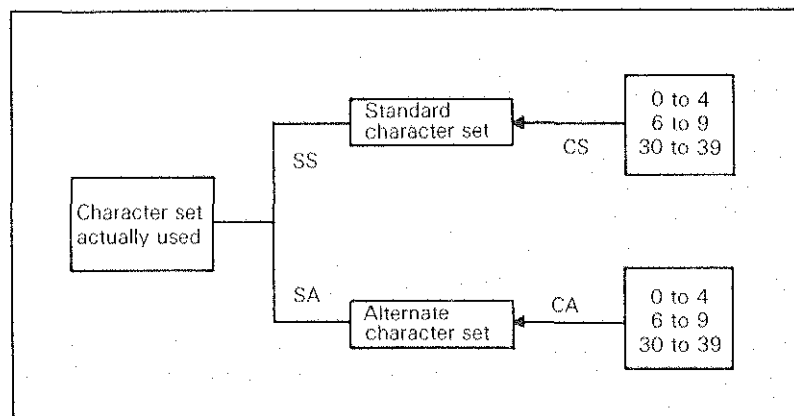 Standard
character set
0 to 4
6 to 9
30 to 39
SS
CS
Character set
actually used
SA
Alternate
character set
CA
0 to 4
6 to 9
30 to 39